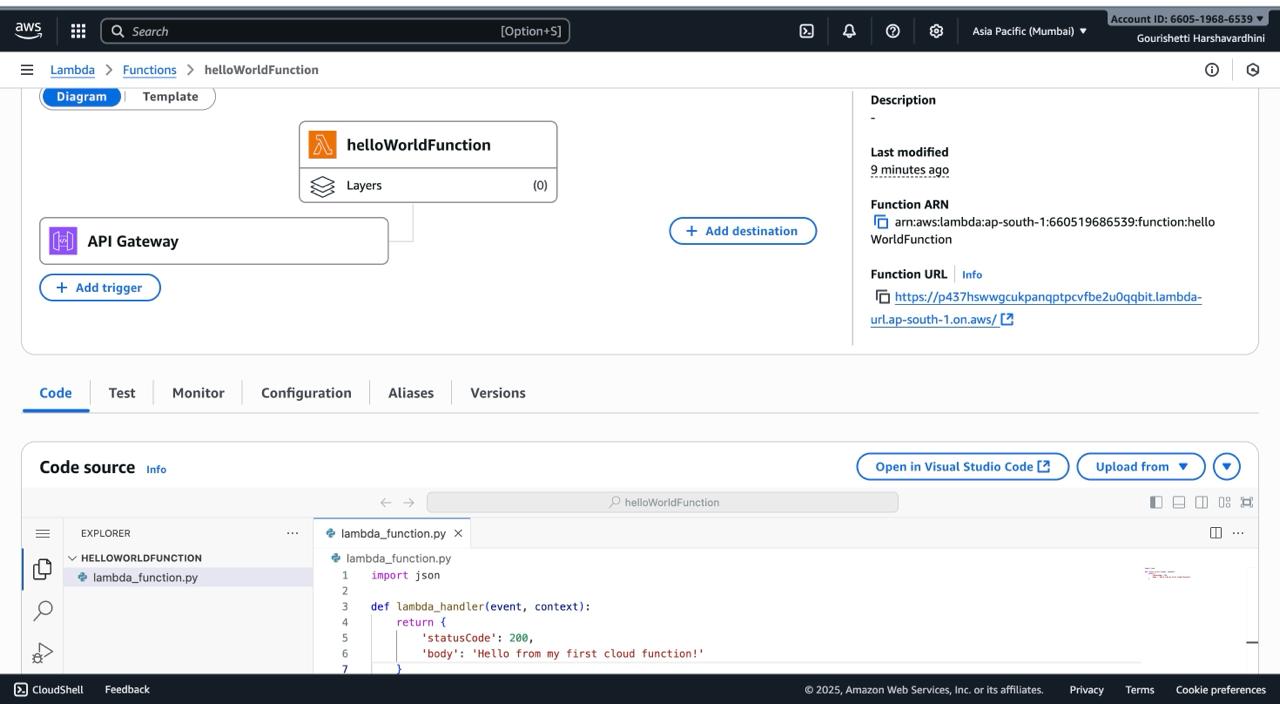 aws
Search [Option+S]
Asia Pacific (Mumbai) ▼
Account ID: 6605-1968-6539 ▼
Gourishetti Harshavardhini
Lambda > Functions > helloWorldFunction
Diagram | Template
helloWorldFunction
Layers (0)
API Gateway
+ Add destination
+ Add trigger
Description
-
Last modified
9 minutes ago
Function ARN
arn:aws:lambda:ap-south-1:660519686539:function:hello
WorldFunction
Function URL | Info
https://p437hswwgcukpanqptpcvfbe2u0qqbit.lambda-
url.ap-south-1.on.aws/
Code | Test | Monitor | Configuration | Aliases | Versions
Code source Info
Open in Visual Studio Code
Upload from ▼
helloWorldFunction
EXPLORER ...
HELLOWORLDFUNCTION
lambda_function.py
lambda_function.py ×
lambda_function.py
1 import json
2
3 def lambda_handler(event, context):
4     return {
5         'statusCode': 200,
6         'body': 'Hello from my first cloud function!'
7     }
CloudShell Feedback
© 2025, Amazon Web Services, Inc. or its affiliates. Privacy Terms Cookie preferences